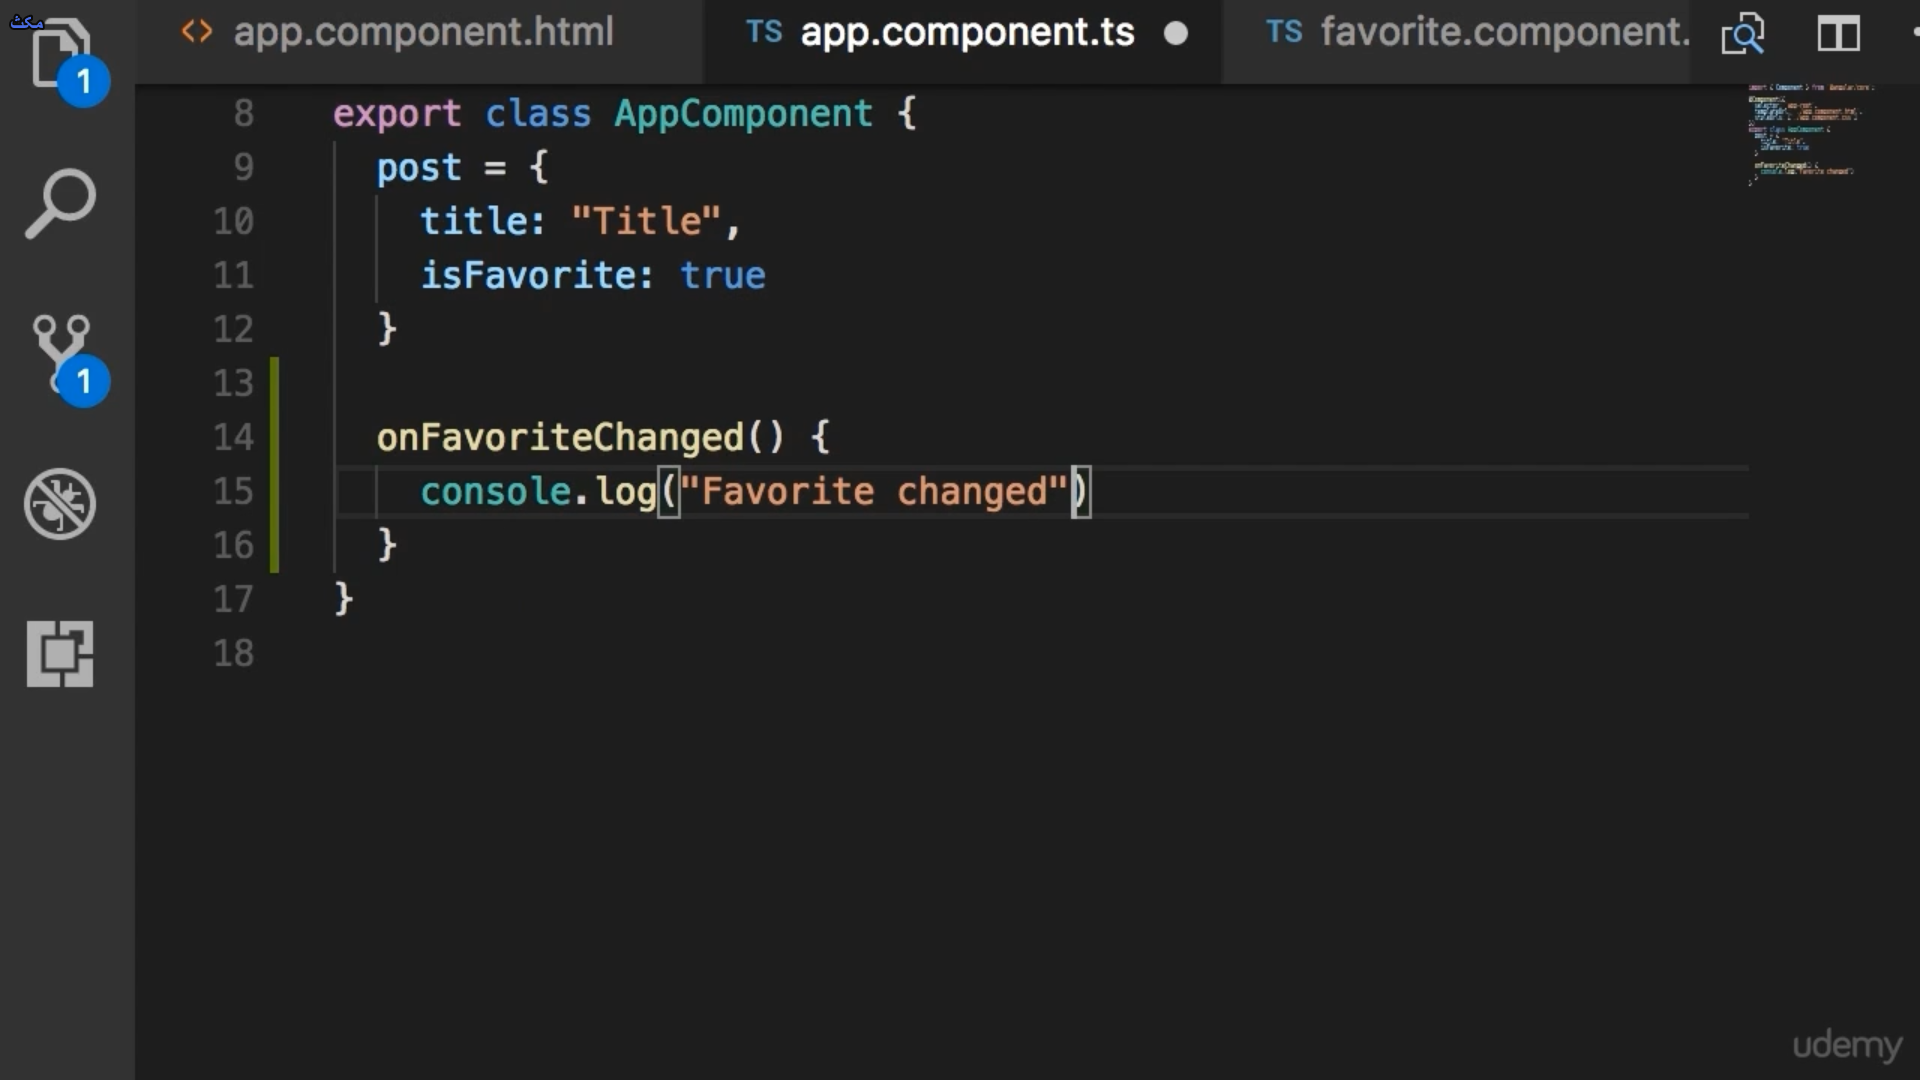 مكث
app.component.html
TS app.component.ts
TS favorite.component.
1
1
8 export class AppComponent {
9 post = {
10 title: "Title",
11 isFavorite: true
12 }
13
14 onFavoriteChanged() {
15 console.log("Favorite changed")
16 }
17 }
18
udemy